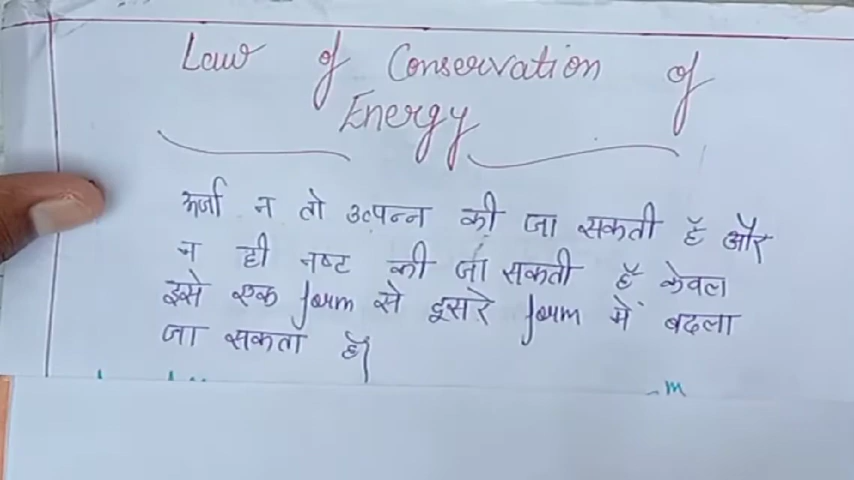 Law of Conservation of
Energy
ऊर्जा न तो उत्पन्न की जा सकती है और
न ही नष्ट की जा सकती है केवल
इसे एक form से दूसरे form में बदला
जा सकता है।